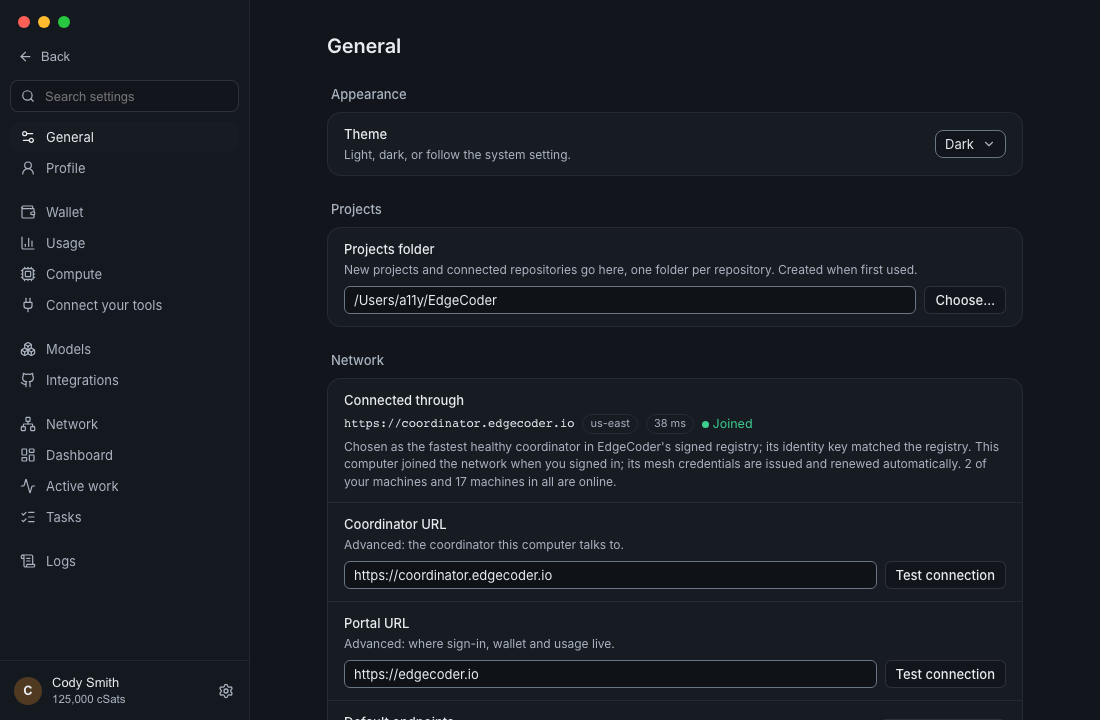 Back
Search settings
General
Profile
Wallet
Usage
Compute
Connect your tools
Models
Integrations
Network
Dashboard
Active work
Tasks
Logs
C
Cody Smith
125,000 cSats
General
Appearance
Theme
Light, dark, or follow the system setting.
Dark
Projects
Projects folder
New projects and connected repositories go here, one folder per repository. Created when first used.
/Users/a11y/EdgeCoder
Choose...
Network
Connected through
https://coordinator.edgecoder.io us-east 38 ms Joined
Chosen as the fastest healthy coordinator in EdgeCoder's signed registry; its identity key matched the registry. This
computer joined the network when you signed in; its mesh credentials are issued and renewed automatically. 2 of
your machines and 17 machines in all are online.
Coordinator URL
Advanced: the coordinator this computer talks to.
https://coordinator.edgecoder.io
Test connection
Portal URL
Advanced: where sign-in, wallet and usage live.
https://edgecoder.io
Test connection
Default endpoints